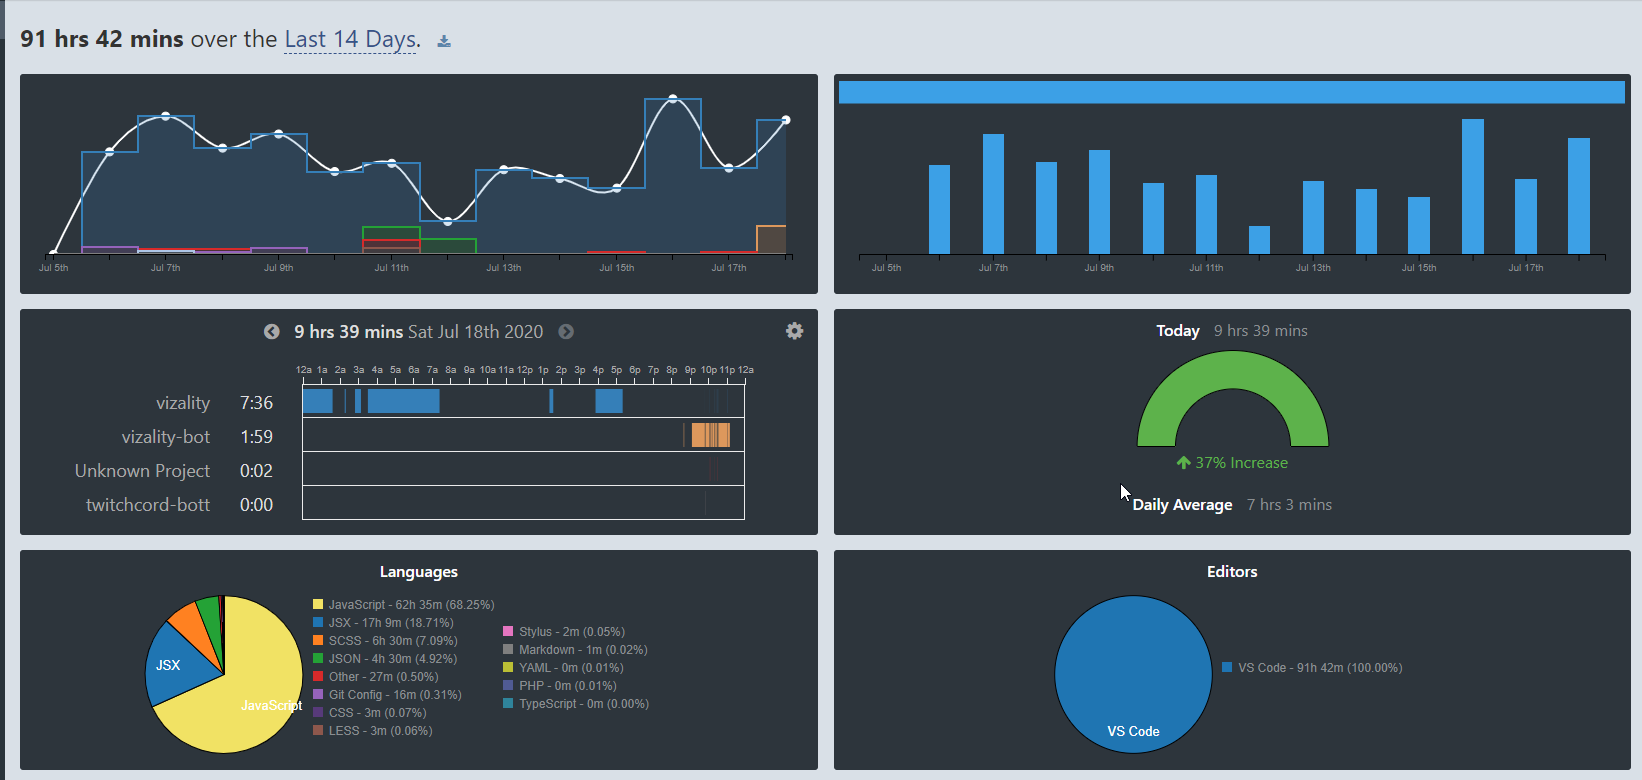 91 hrs 42 mins over the Last 14 Days.
Jul 5th Jul 7th Jul 9th Jul 11th Jul 13th Jul 15th Jul 17th
Jul 5th Jul 7th Jul 9th Jul 11th Jul 13th Jul 15th Jul 17th
9 hrs 39 mins Sat Jul 18th 2020
12a 1a 2a 3a 4a 5a 6a 7a 8a 9a 10a 11a 12p 1p 2p 3p 4p 5p 6p 7p 8p 9p 10p 11p 12a
vizality 7:36
vizality-bot 1:59
Unknown Project 0:02
twitchcord-bott 0:00
Today 9 hrs 39 mins
37% Increase
Daily Average 7 hrs 3 mins
Languages
JSX
JavaScript
JavaScript - 62h 35m (68.25%)
JSX - 17h 9m (18.71%)
SCSS - 6h 30m (7.09%)
JSON - 4h 30m (4.92%)
Other - 27m (0.50%)
Git Config - 16m (0.31%)
CSS - 3m (0.07%)
LESS - 3m (0.06%)
Stylus - 2m (0.05%)
Markdown - 1m (0.02%)
YAML - 0m (0.01%)
PHP - 0m (0.01%)
TypeScript - 0m (0.00%)
Editors
VS Code
VS Code - 91h 42m (100.00%)